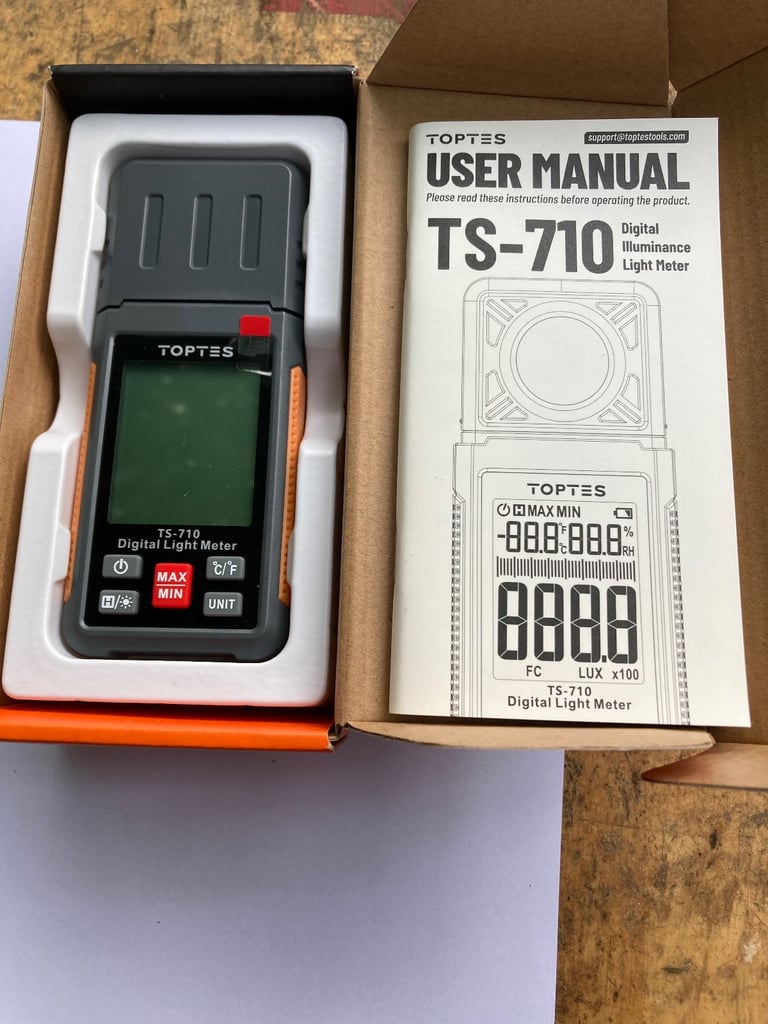 TOPTES
TS-710
Digital Light Meter
MAX
MIN
°C/°F
H/
UNIT
TOPTES
support@toptestools.com
USER MANUAL
Please read these instructions before operating the product.
TS-710
Digital
Illuminance
Light Meter
TOPTES
H MAX MIN
-88.8°F°C 88.8%RH
888.8
FC LUX x100
TS-710
Digital Light Meter